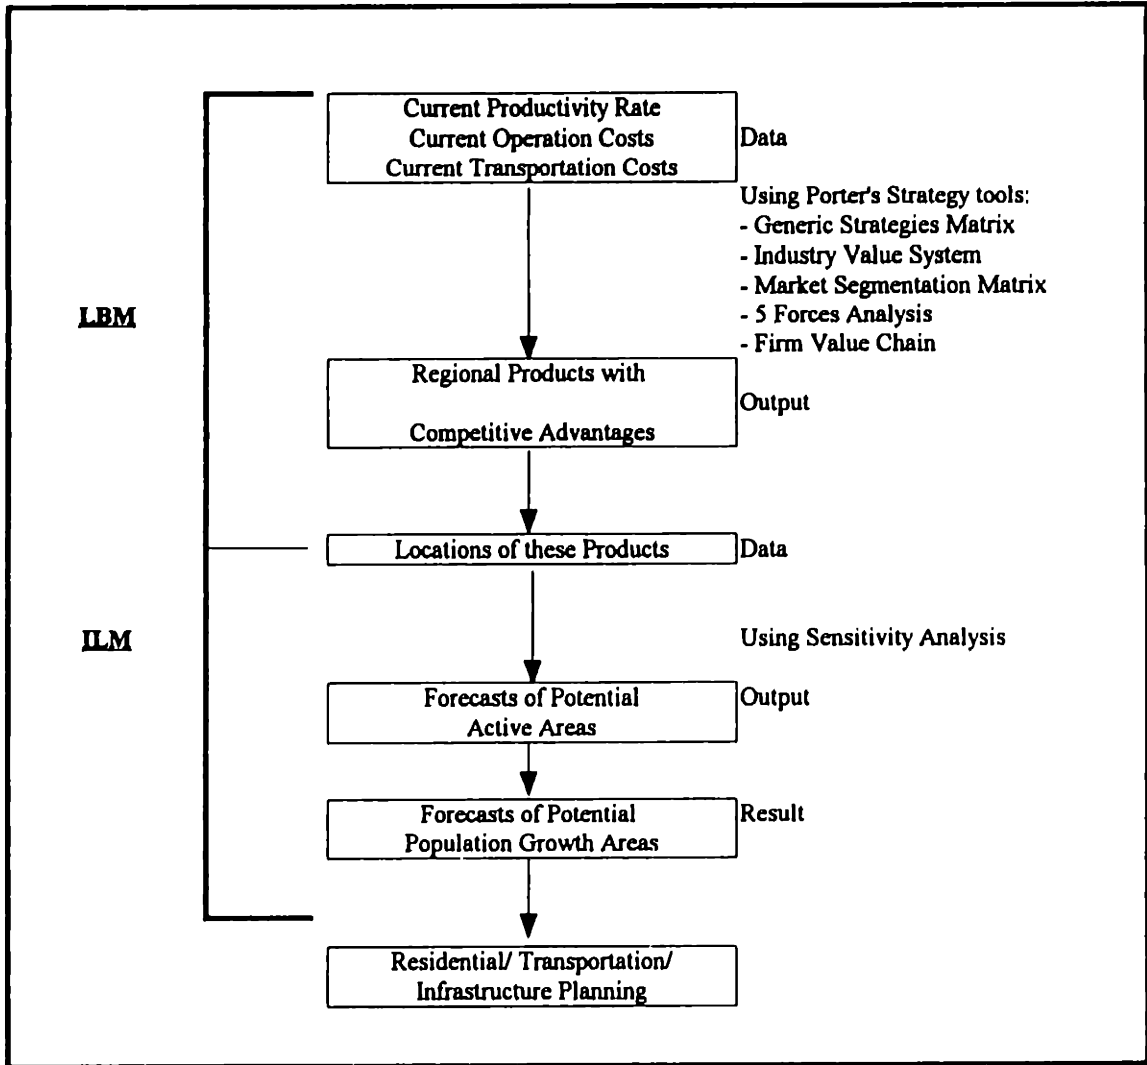 Current Productivity Rate
Current Operation Costs
Current Transportation Costs
Data
Using Porter's Strategy tools:
- Generic Strategies Matrix
- Industry Value System
- Market Segmentation Matrix
- 5 Forces Analysis
- Firm Value Chain
LBM
Regional Products with
Competitive Advantages
Output
Locations of these Products
Data
ILM
Using Sensitivity Analysis
Forecasts of Potential
Active Areas
Output
Forecasts of Potential
Population Growth Areas
Result
Residential/ Transportation/
Infrastructure Planning